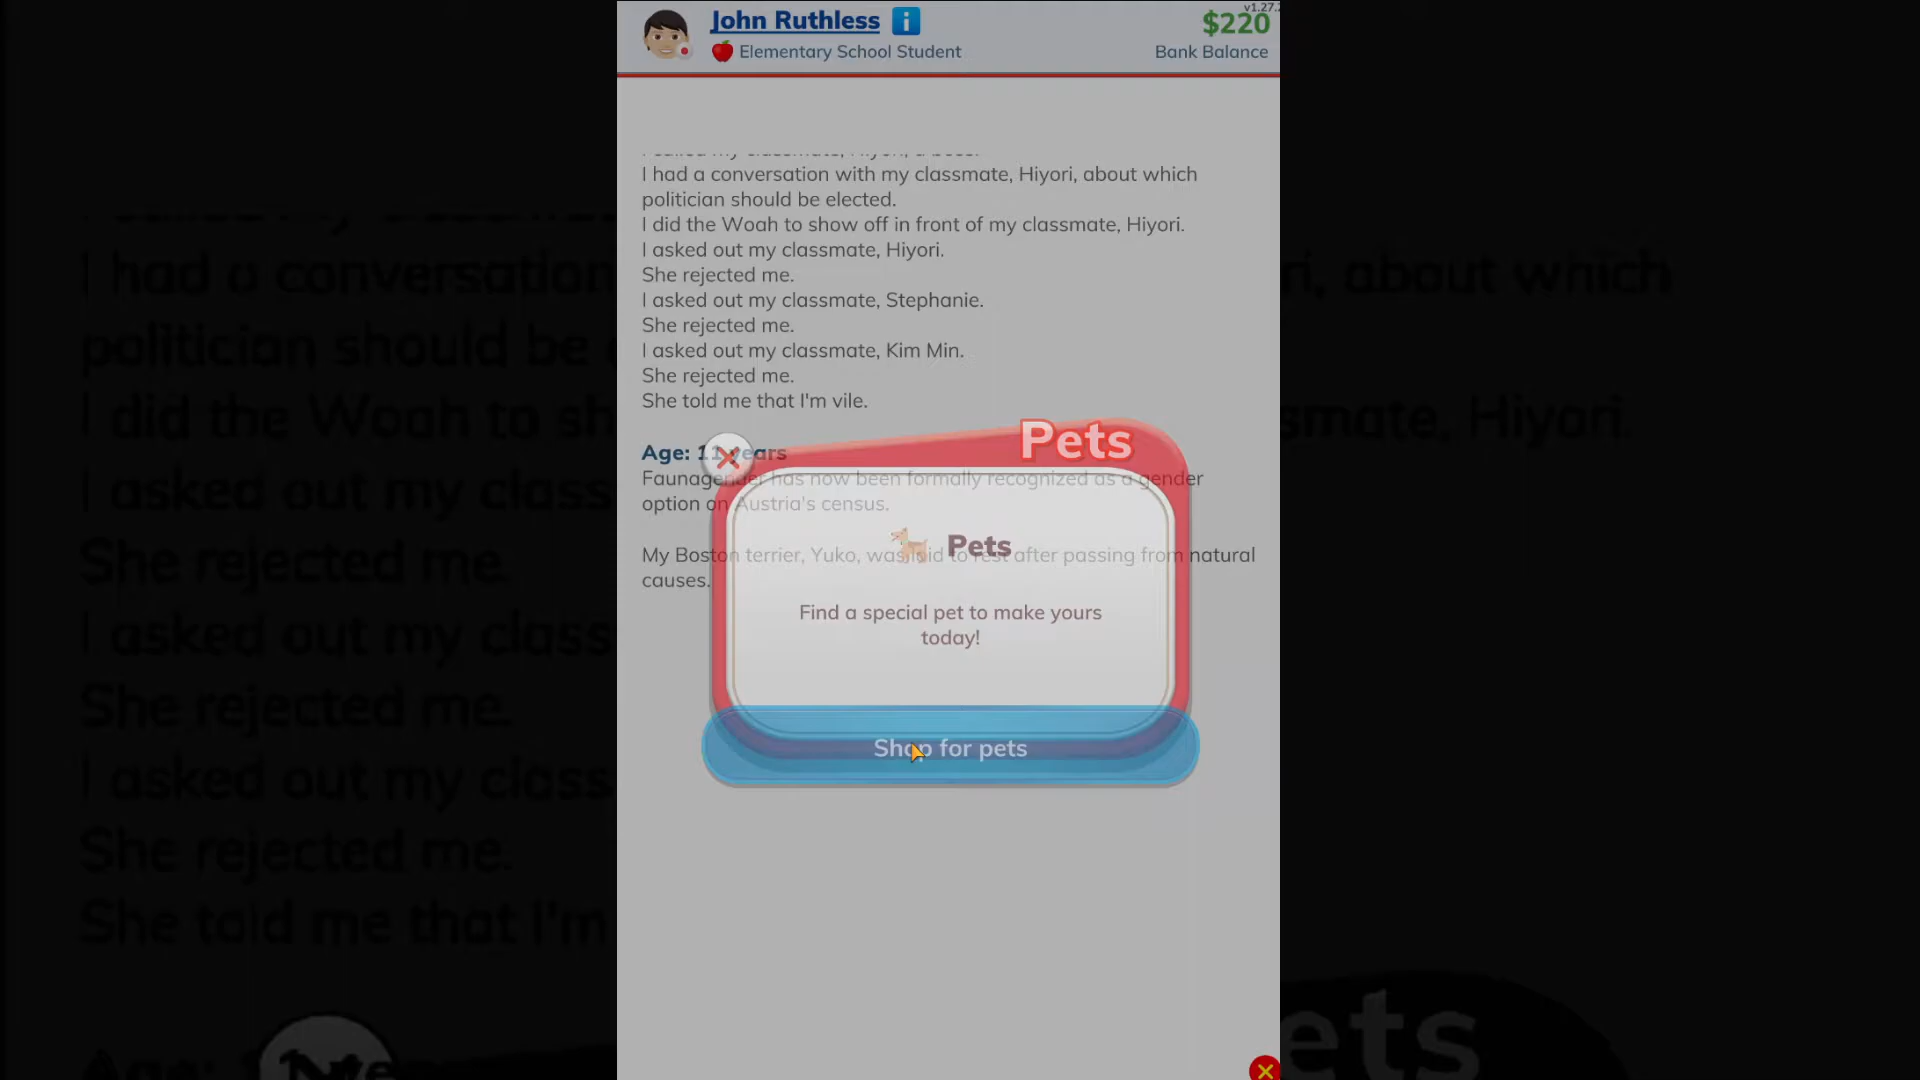 John Ruthless
v1.27.
$220
Elementary School Student
Bank Balance
I had a conversation with my classmate, Hiyori, about which
politician should be elected.
I did the Woah to show off in front of my classmate, Hiyori.
I asked out my classmate, Hiyori.
She rejected me.
I asked out my classmate, Stephanie.
She rejected me.
I asked out my classmate, Kim Min.
She rejected me.
She told me that I'm vile.
Age: 11 years
Pets
Faunagender has now been formally recognized as a gender
option on Austria's census.
Pets
My Boston terrier, Yuko, was laid to rest after passing from natural
causes.
Find a special pet to make yours
today!
Shop for pets